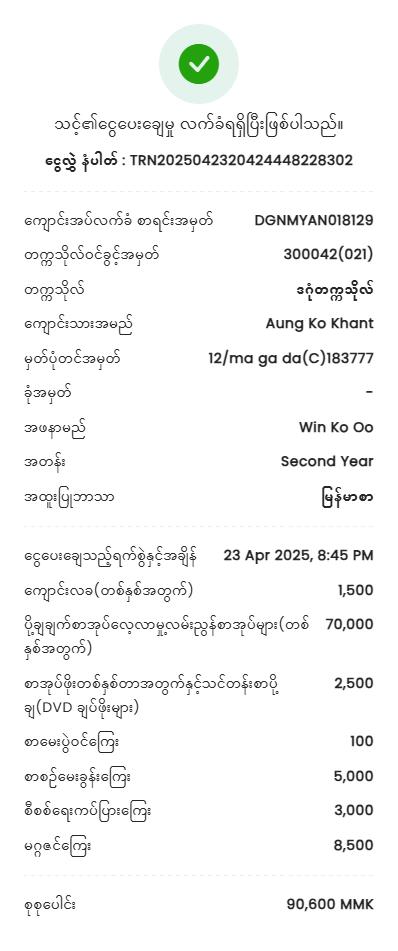 သင့်၏ငွေပေးချေမှု လက်ခံရရှိပြီးဖြစ်ပါသည်။
ငွေလွှဲ နံပါတ် : TRN2025042320424448228302
ကျောင်းအပ်လက်ခံ စာရင်းအမှတ် DGNMYAN018129
တက္ကသိုလ်ဝင်ခွင့်အမှတ် 300042(021)
တက္ကသိုလ် ဒဂုံတက္ကသိုလ်
ကျောင်းသားအမည် Aung Ko Khant
မှတ်ပုံတင်အမှတ် 12/ma ga da(C)183777
ခုံအမှတ် -
အဖနာမည် Win Ko Oo
အတန်း Second Year
အထူးပြုဘာသာ မြန်မာစာ
ငွေပေးချေသည့်ရက်စွဲနှင့်အချိန် 23 Apr 2025, 8:45 PM
ကျောင်းလခ(တစ်နှစ်အတွက်) 1,500
ပို့ချချက်စာအုပ်လေ့လာမှု့လမ်းညွှန်စာအုပ်များ(တစ် 70,000
နှစ်အတွက်)
စာအုပ်ဖိုးတစ်နှစ်တာအတွက်နှင့်သင်တန်းစာပို့ 2,500
ချ(DVD ချပ်ဖိုးများ)
စာမေးပွဲဝင်ကြေး 100
စာစဉ်မေးခွန်းကြေး 5,000
စီစစ်ရေးကပ်ပြားကြေး 3,000
မဂ္ဂဇင်ကြေး 8,500
စုစုပေါင်း 90,600 MMK